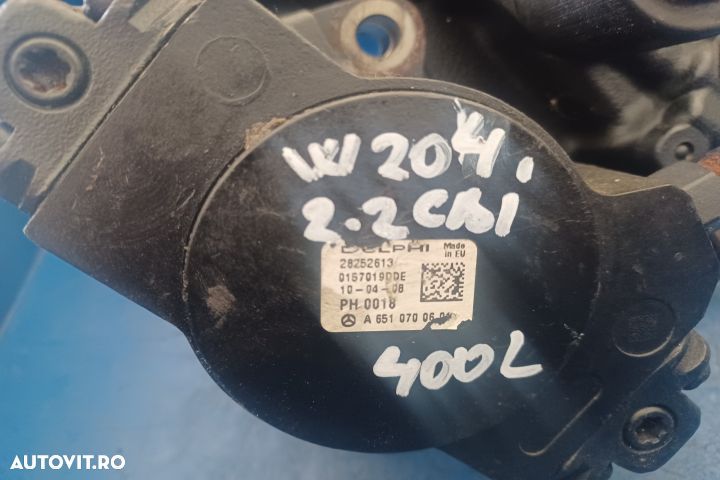 W204.
2.2 CDI
DELPHI
Made in EU
28252613
0157019DDE
10-04-08
PH 0018
A 651 070 06 01
400L
AUTOVIT.RO